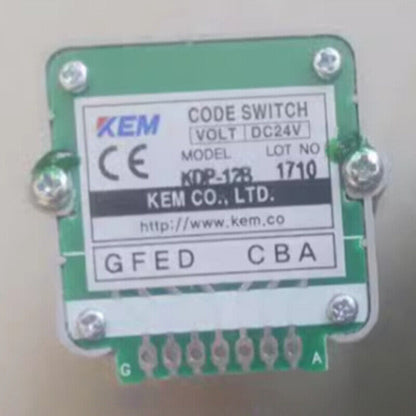 KEM CODE SWITCH
VOLT DC24V
CE MODEL LOT NO
KDP-12B 1710
KEM CO., LTD.
http://www.kem.co
GFED CBA
G A